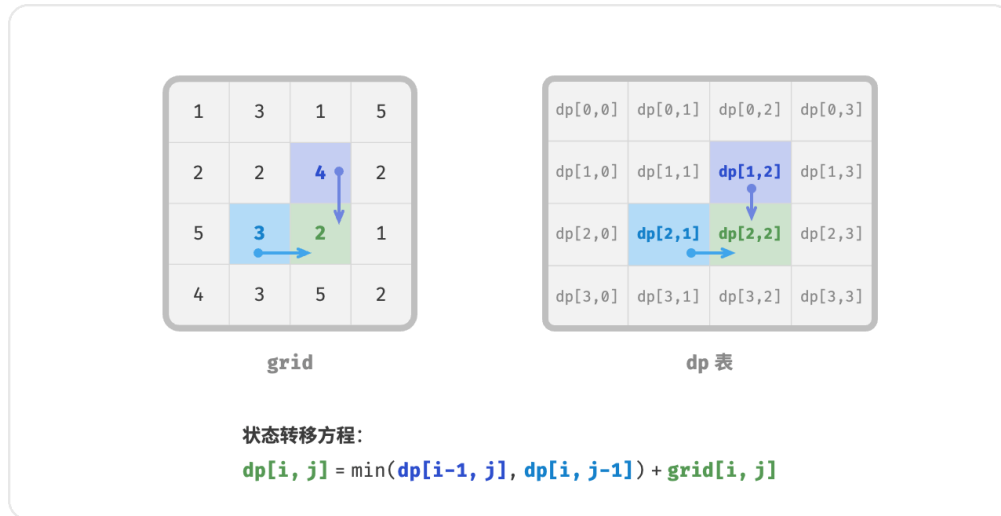 1 3 1 5
2 2 4 2
5 3 2 1
4 3 5 2
grid
dp[0,0] dp[0,1] dp[0,2] dp[0,3]
dp[1,0] dp[1,1] dp[1,2] dp[1,3]
dp[2,0] dp[2,1] dp[2,2] dp[2,3]
dp[3,0] dp[3,1] dp[3,2] dp[3,3]
dp 表
状态转移方程：
dp[i, j] = min(dp[i-1, j], dp[i, j-1]) + grid[i, j]